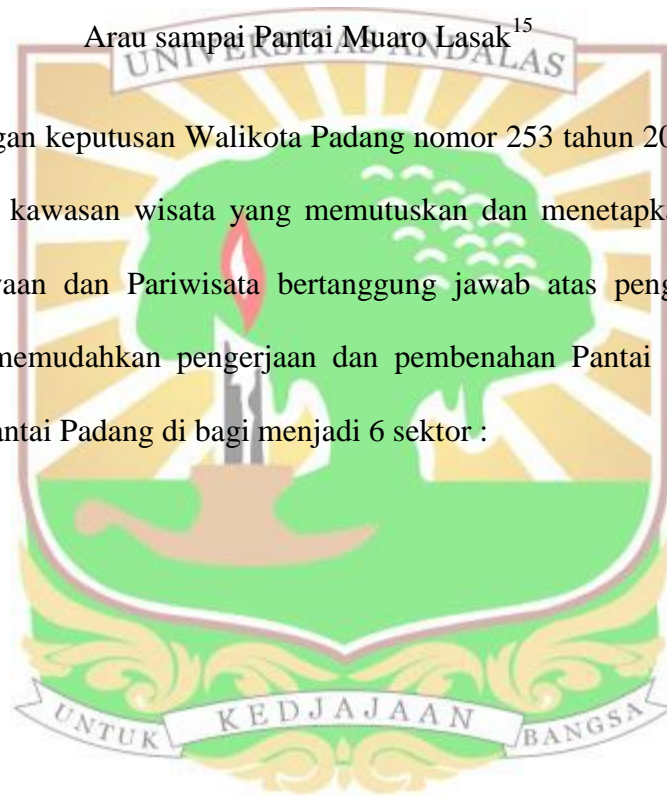 Arau sampai Pantai Muaro Lasak15
UNIVERSITAS ANDALAS
gan keputusan Walikota Padang nomor 253 tahun 20
kawasan wisata yang memutuskan dan menetapka
aan dan Pariwisata bertanggung jawab atas peng
memudahkan pengerjaan dan pembenahan Pantai
antai Padang di bagi menjadi 6 sektor :
UNTUK KEDJAJAAN BANGSA